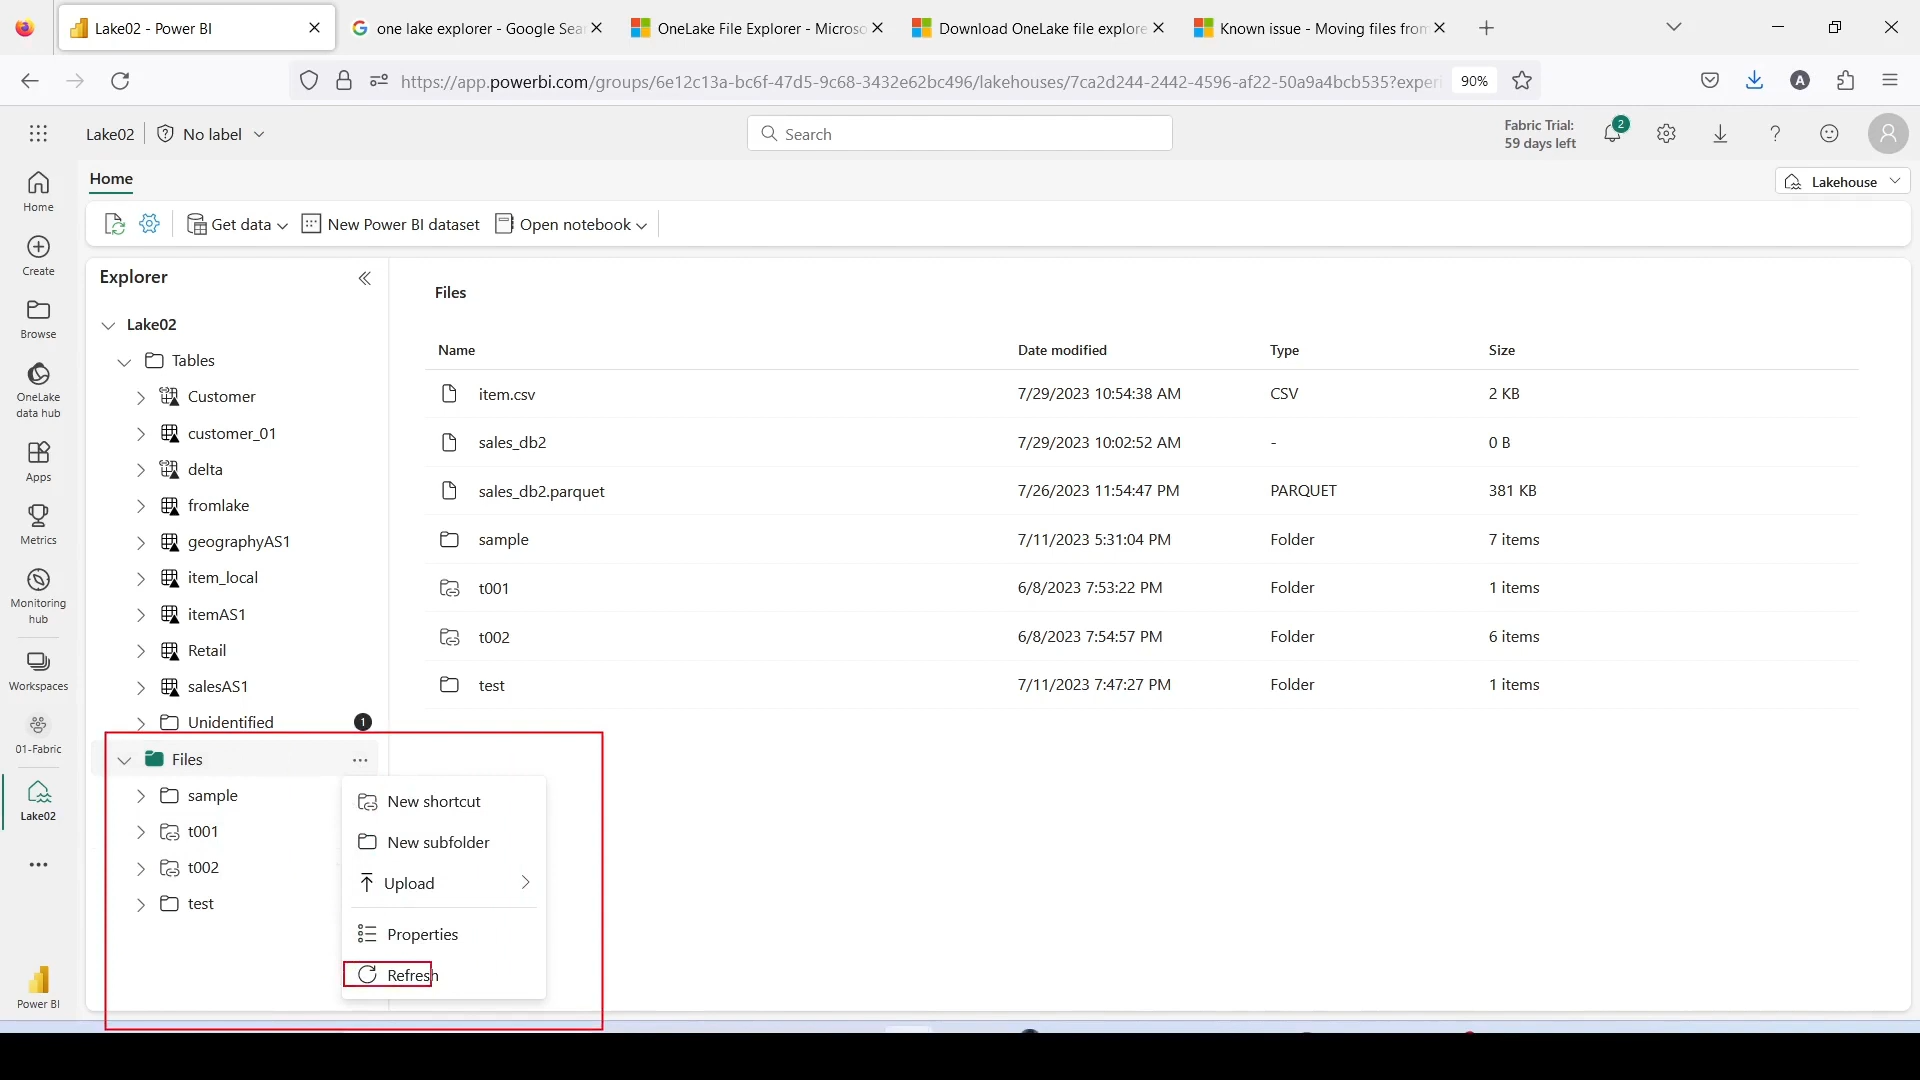 Lake02 - Power BI
one lake explorer - Google Sear
OneLake File Explorer - Microso
Download OneLake file explore
Known issue - Moving files from
https://app.powerbi.com/groups/6e12c13a-bc6f-47d5-9c68-3432e62bc496/lakehouses/7ca2d244-2442-4596-af22-50a9a4bcb535?experi
90%
A
Lake02
No label
Search
Fabric Trial:
59 days left
2
?
Home
Lakehouse
Get data
New Power BI dataset
Open notebook
Home
Create
Browse
OneLake
data hub
Apps
Metrics
Monitoring
hub
Workspaces
01-Fabric
Lake02
Power BI
Explorer
Lake02
Tables
Customer
customer_01
delta
fromlake
geographyAS1
item_local
itemAS1
Retail
salesAS1
Unidentified
1
Files
sample
t001
t002
test
New shortcut
New subfolder
Upload
Properties
Refresh
Files
Name Date modified Type Size
item.csv 7/29/2023 10:54:38 AM CSV 2 KB
sales_db2 7/29/2023 10:02:52 AM - 0 B
sales_db2.parquet 7/26/2023 11:54:47 PM PARQUET 381 KB
sample 7/11/2023 5:31:04 PM Folder 7 items
t001 6/8/2023 7:53:22 PM Folder 1 items
t002 6/8/2023 7:54:57 PM Folder 6 items
test 7/11/2023 7:47:27 PM Folder 1 items